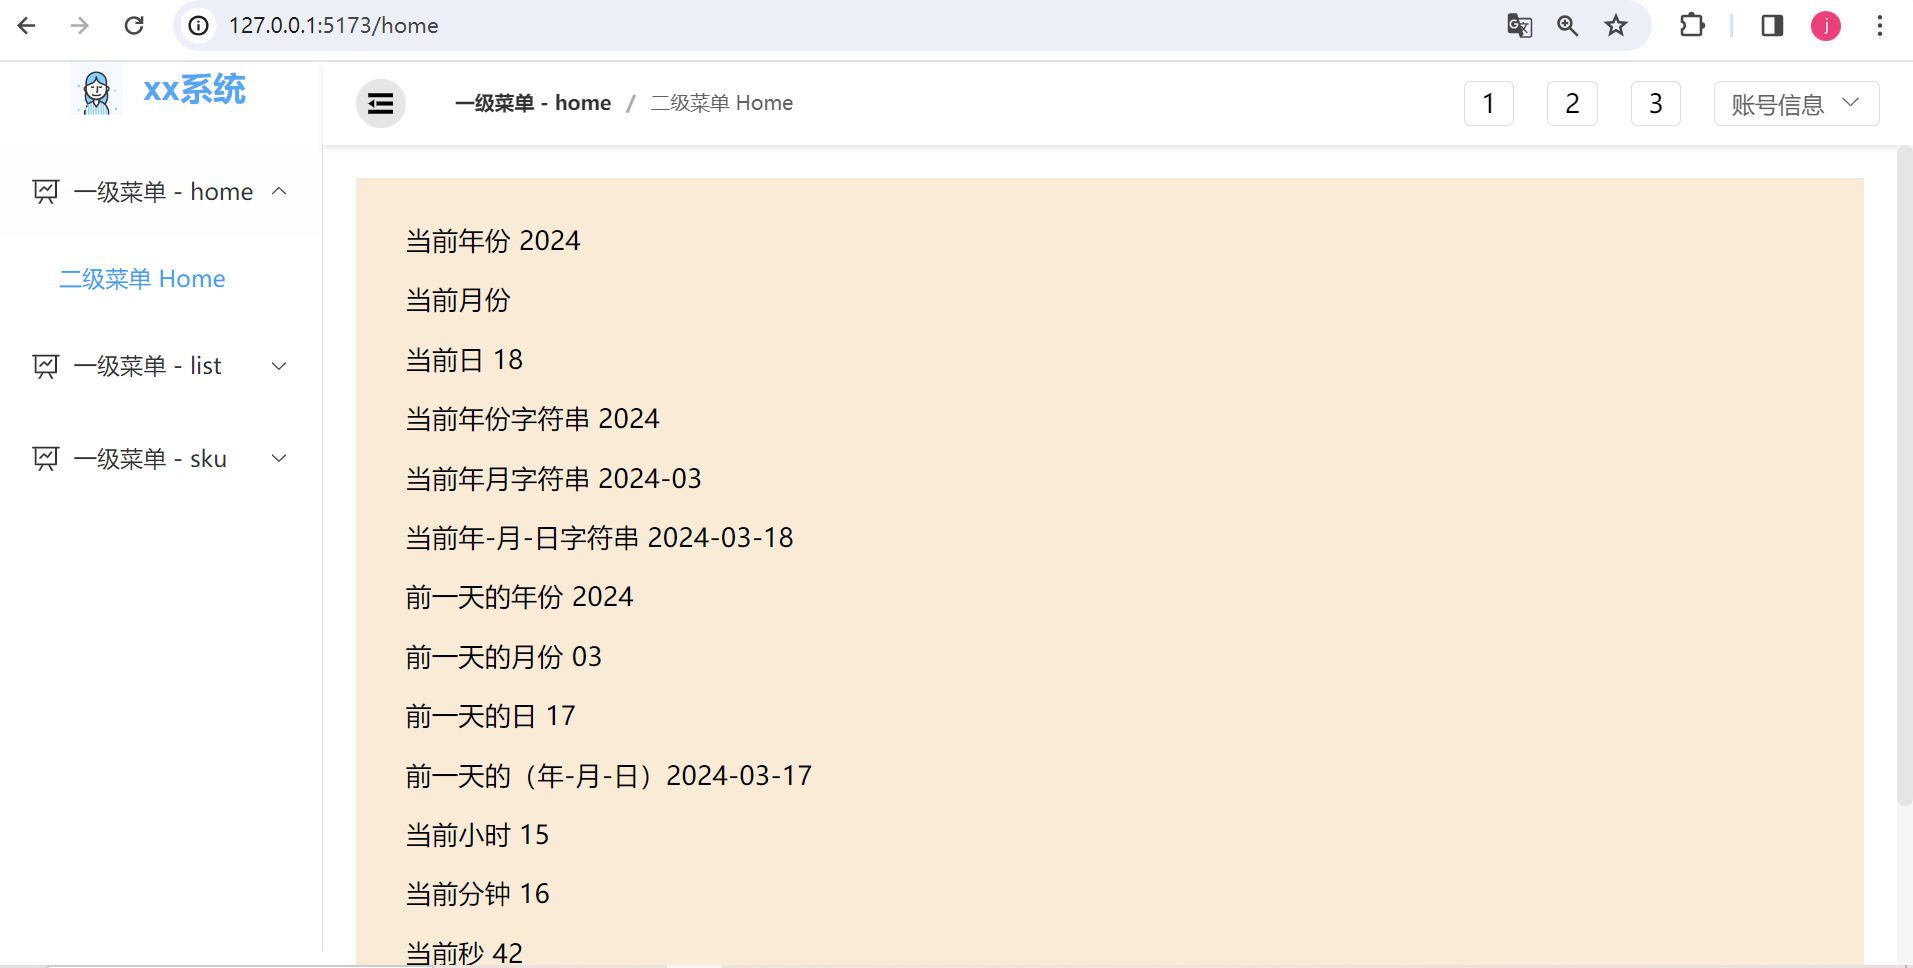 127.0.0.1:5173/home
j
xx系统
一级菜单 - home / 二级菜单 Home
1
2
3
账号信息
一级菜单 - home
二级菜单 Home
一级菜单 - list
一级菜单 - sku
当前年份 2024
当前月份
当前日 18
当前年份字符串 2024
当前年月字符串 2024-03
当前年-月-日字符串 2024-03-18
前一天的年份 2024
前一天的月份 03
前一天的日 17
前一天的（年-月-日）2024-03-17
当前小时 15
当前分钟 16
当前秒 42